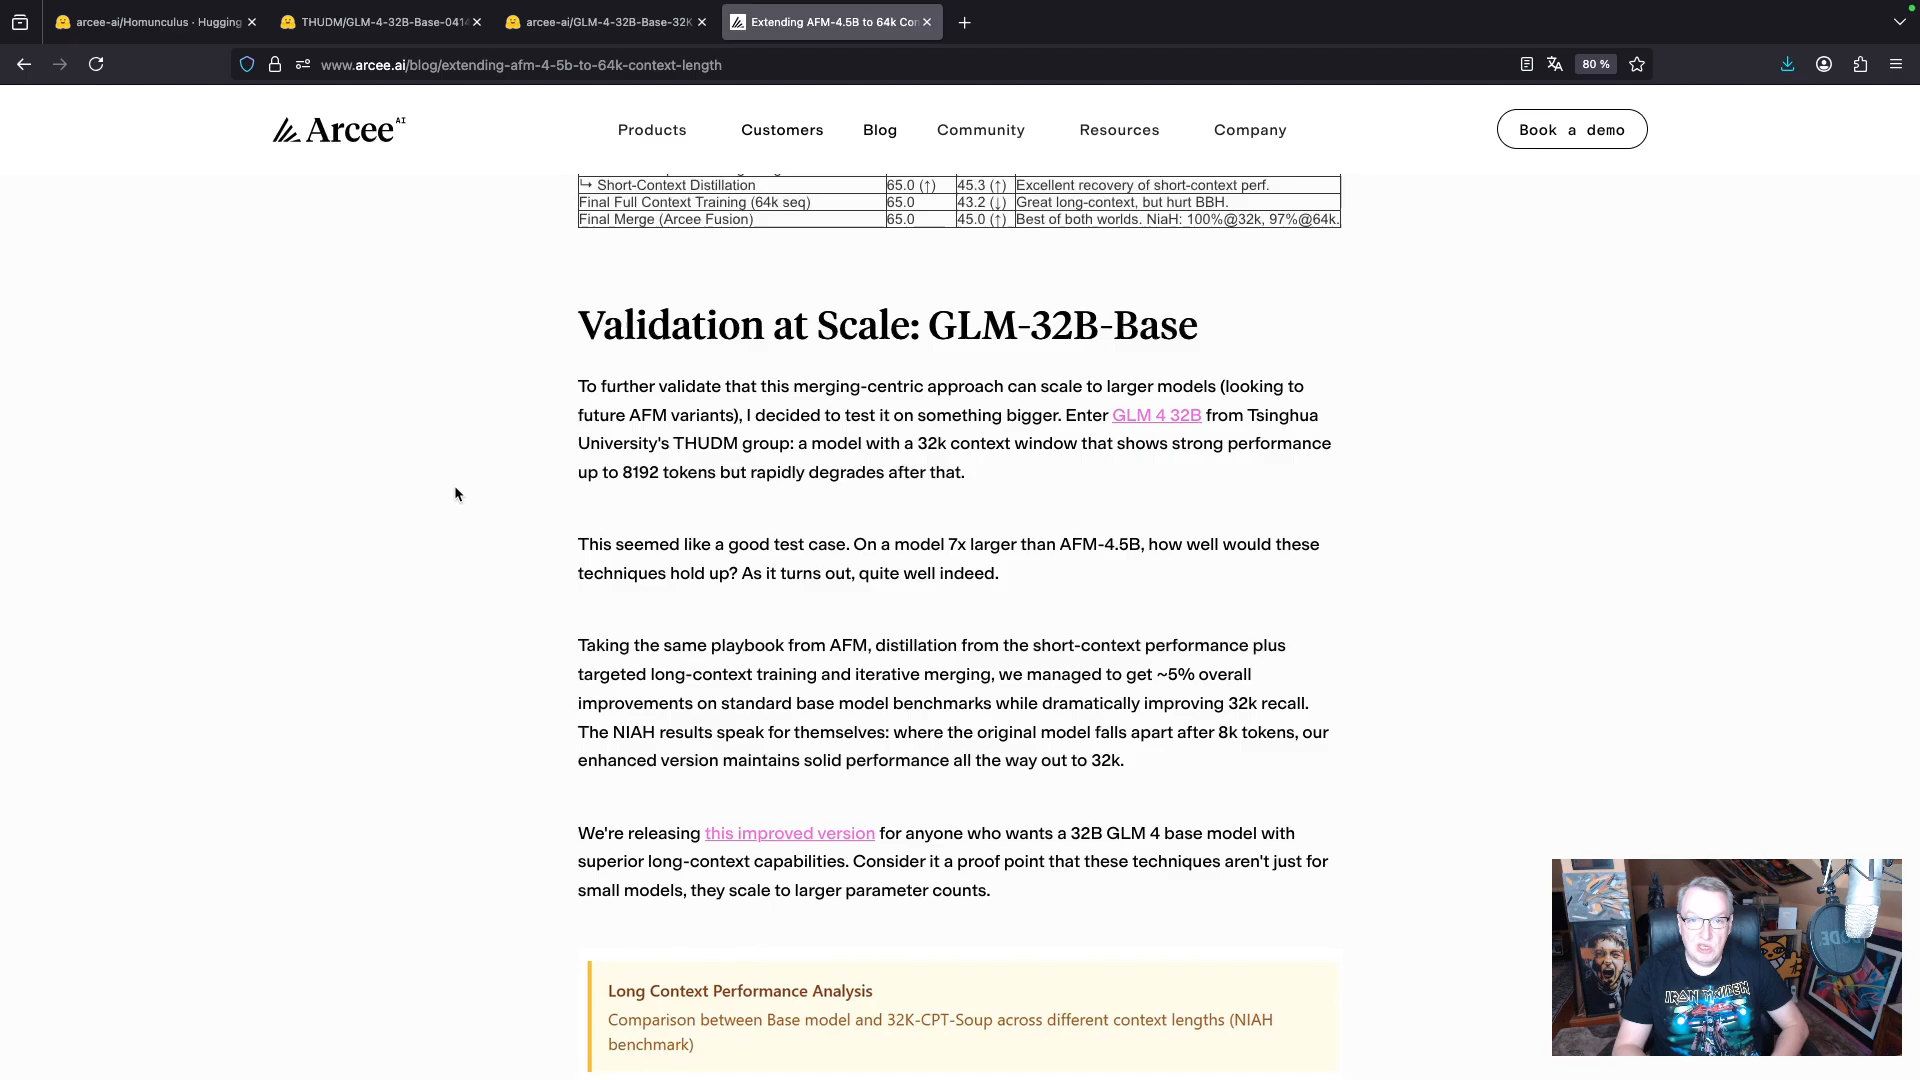 arcee-ai/Homunculus · Hugging
THUDM/GLM-4-32B-Base-0414
arcee-ai/GLM-4-32B-Base-32K
Extending AFM-4.5B to 64k Con
www.arcee.ai/blog/extending-afm-4-5b-to-64k-context-length
80 %
Arcee AI
Products
Customers
Blog
Community
Resources
Company
Book a demo
↳ Short-Context Distillation 65.0 (↑) 45.3 (↑) Excellent recovery of short-context perf.
Final Full Context Training (64k seq) 65.0 43.2 (↓) Great long-context, but hurt BBH.
Final Merge (Arcee Fusion) 65.0 45.0 (↑) Best of both worlds. NiaH: 100%@32k, 97%@64k.
Validation at Scale: GLM-32B-Base
To further validate that this merging-centric approach can scale to larger models (looking to
future AFM variants), I decided to test it on something bigger. Enter GLM 4 32B from Tsinghua
University's THUDM group: a model with a 32k context window that shows strong performance
up to 8192 tokens but rapidly degrades after that.
This seemed like a good test case. On a model 7x larger than AFM-4.5B, how well would these
techniques hold up? As it turns out, quite well indeed.
Taking the same playbook from AFM, distillation from the short-context performance plus
targeted long-context training and iterative merging, we managed to get ~5% overall
improvements on standard base model benchmarks while dramatically improving 32k recall.
The NIAH results speak for themselves: where the original model falls apart after 8k tokens, our
enhanced version maintains solid performance all the way out to 32k.
We're releasing this improved version for anyone who wants a 32B GLM 4 base model with
superior long-context capabilities. Consider it a proof point that these techniques aren't just for
small models, they scale to larger parameter counts.
Long Context Performance Analysis
Comparison between Base model and 32K-CPT-Soup across different context lengths (NIAH
benchmark)
IRON MAIDEN